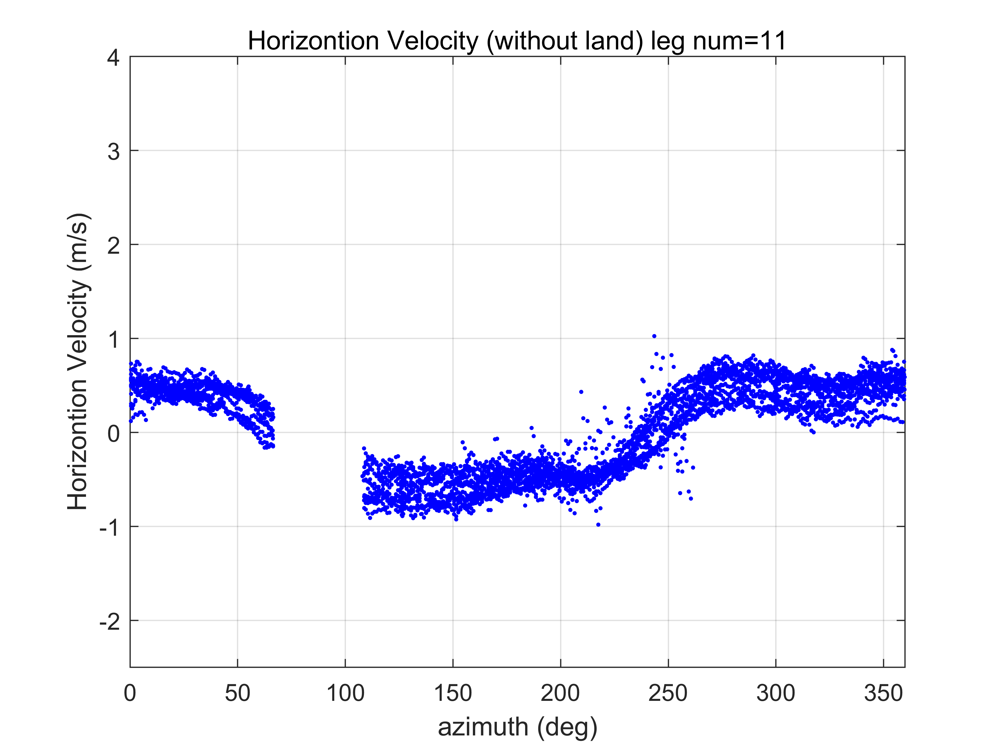 Horizontion Velocity (without land) leg num=11
4
3
2
1
0
-1
-2
Horizontion Velocity (m/s)
0 50 100 150 200 250 300 350
azimuth (deg)